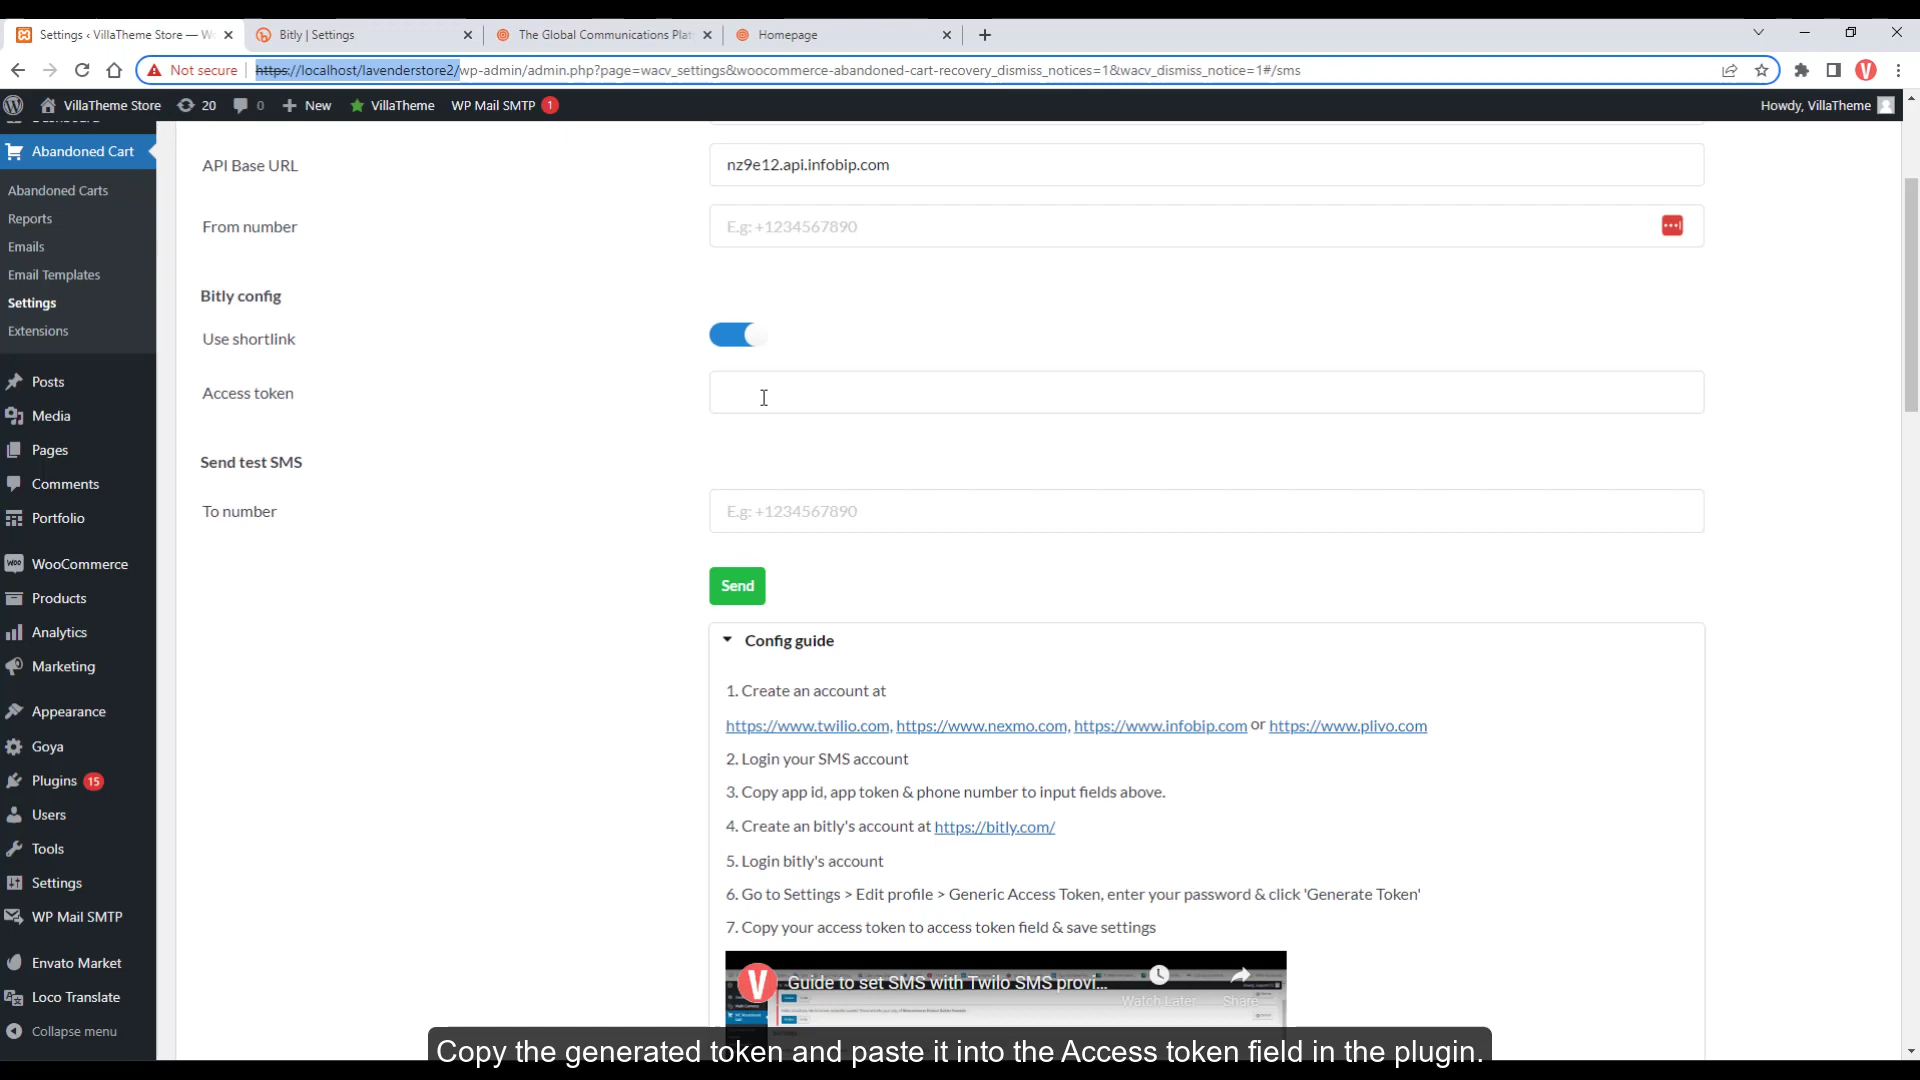 Settings ‹ VillaTheme Store — W
Bitly | Settings
The Global Communications Plat
Homepage
Not secure
https://localhost/lavenderstore2/wp-admin/admin.php?page=wacv_settings&woocommerce-abandoned-cart-recovery_dismiss_notices=1&wacv_dismiss_notice=1#/sms
VillaTheme Store
20
0
New
VillaTheme
WP Mail SMTP 1
Howdy, VillaTheme
Dashboard
Abandoned Cart
Abandoned Carts
Reports
Emails
Email Templates
Settings
Extensions
Posts
Media
Pages
Comments
Portfolio
WooCommerce
Products
Analytics
Marketing
Appearance
Goya
Plugins 15
Users
Tools
Settings
WP Mail SMTP
Envato Market
Loco Translate
Collapse menu
API Base URL
nz9e12.api.infobip.com
From number
E.g: +1234567890
Bitly config
Use shortlink
Access token
Send test SMS
To number
E.g: +1234567890
Send
Config guide
1. Create an account at
https://www.twilio.com, https://www.nexmo.com, https://www.infobip.com or https://www.plivo.com
2. Login your SMS account
3. Copy app id, app token & phone number to input fields above.
4. Create an bitly's account at https://bitly.com/
5. Login bitly's account
6. Go to Settings > Edit profile > Generic Access Token, enter your password & click 'Generate Token'
7. Copy your access token to access token field & save settings
Guide to set SMS with Twilo SMS provi...
Watch Later
Share
Copy the generated token and paste it into the Access token field in the plugin.